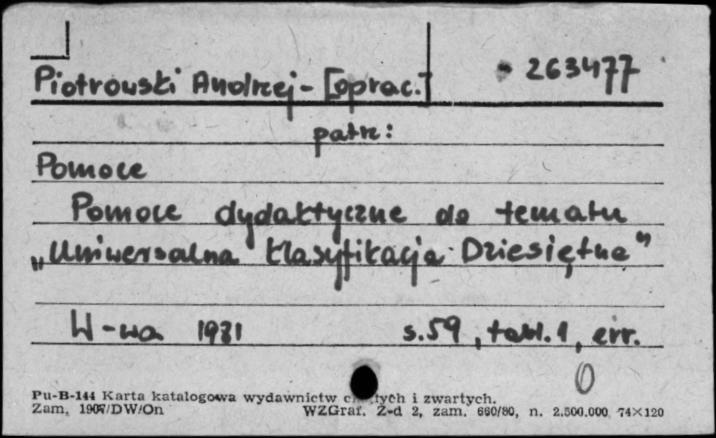 Piotrowski Andrzej - [oprac.] 263477
patrz:
Pomoce
Pomoce dydaktyczne do tematu
„Uniwersalna Klasyfikacja Dziesiętna”
W-wa 1981 s. 59, tabl. 1, err.
0
Pu-B-144 Karta katalogowa wydawnictw i zwartych.
Zam. /DW/On WZGraf. Z-d 2, zam. 660/80, n. 2.500.000 74×120